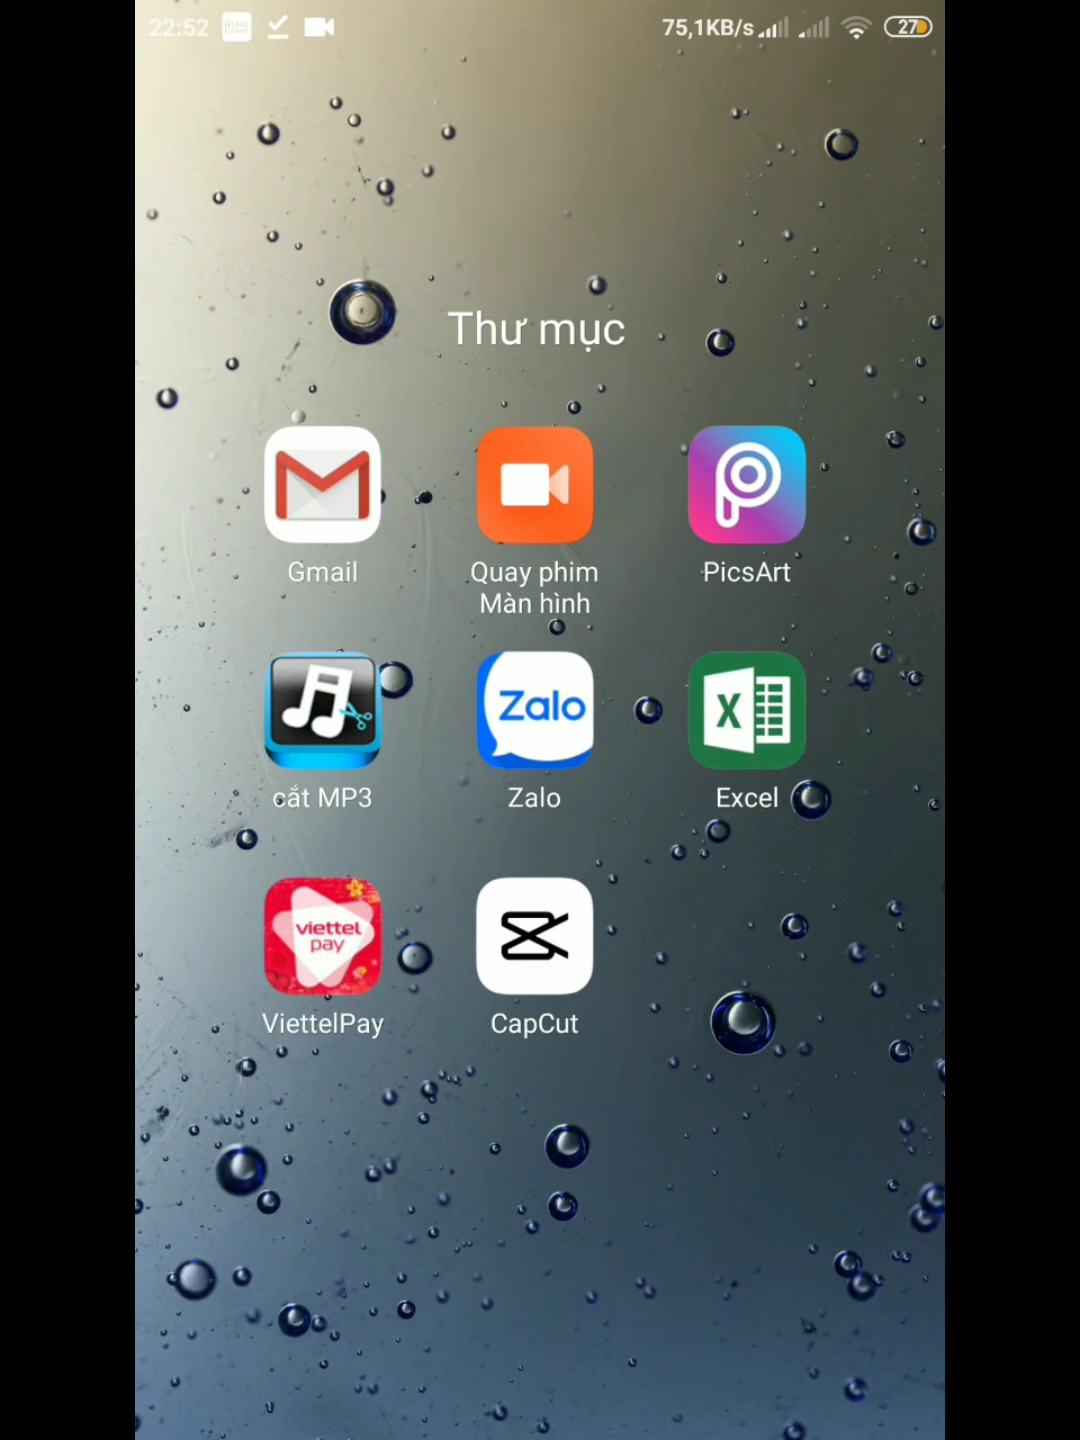 22:52 75,1KB/s 27
Thư mục
Gmail Quay phim PicsArt
Màn hình
Zalo
cắt MP3 Zalo Excel
viettel
pay
ViettelPay CapCut